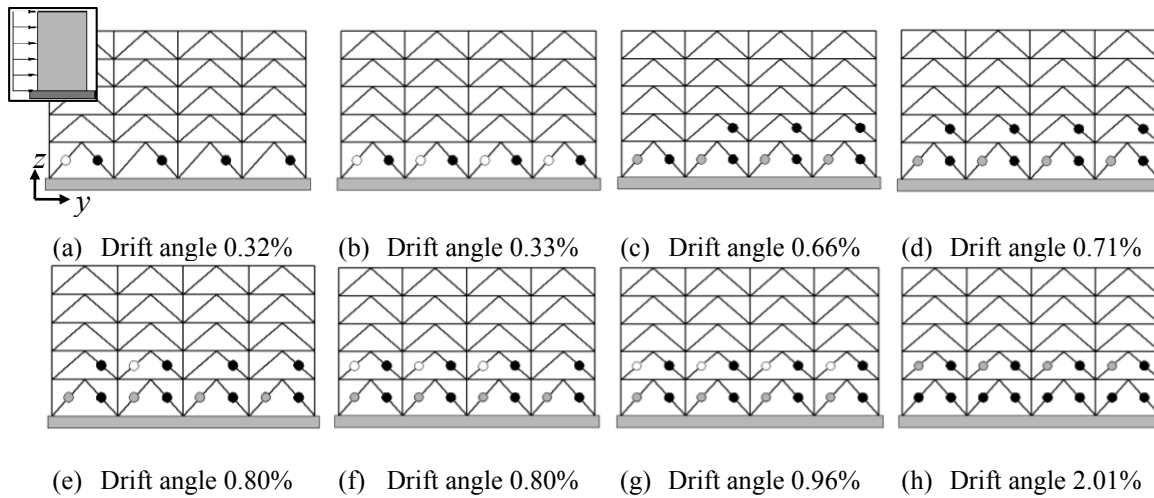 z
y
(a) Drift angle 0.32% (b) Drift angle 0.33% (c) Drift angle 0.66% (d) Drift angle 0.71%
(e) Drift angle 0.80% (f) Drift angle 0.80% (g) Drift angle 0.96% (h) Drift angle 2.01%